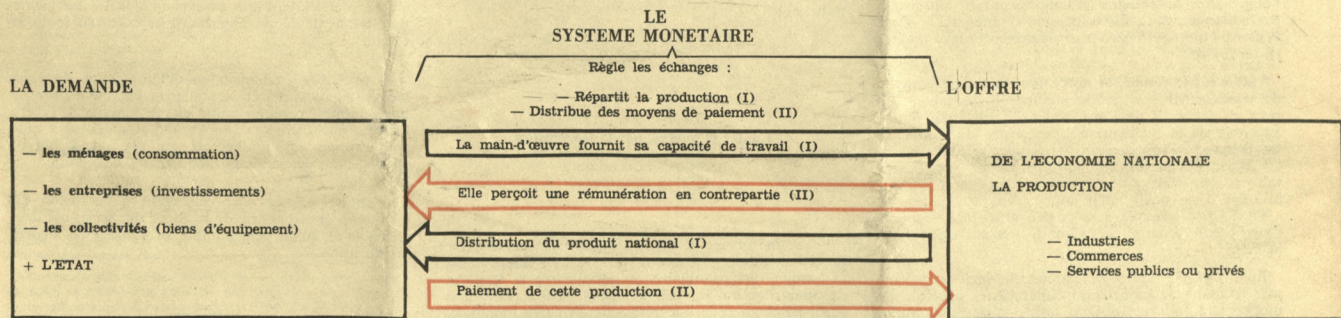 LE
SYSTEME MONETAIRE
Règle les échanges :
— Répartit la production (I)
— Distribue des moyens de paiement (II)
LA DEMANDE
— les ménages (consommation)
— les entreprises (investissements)
— les collectivités (biens d'équipement)
+ L'ETAT
La main-d'œuvre fournit sa capacité de travail (I)
Elle perçoit une rémunération en contrepartie (II)
Distribution du produit national (I)
Paiement de cette production (II)
L'OFFRE
DE L'ECONOMIE NATIONALE
LA PRODUCTION
— Industries
— Commerces
— Services publics ou privés